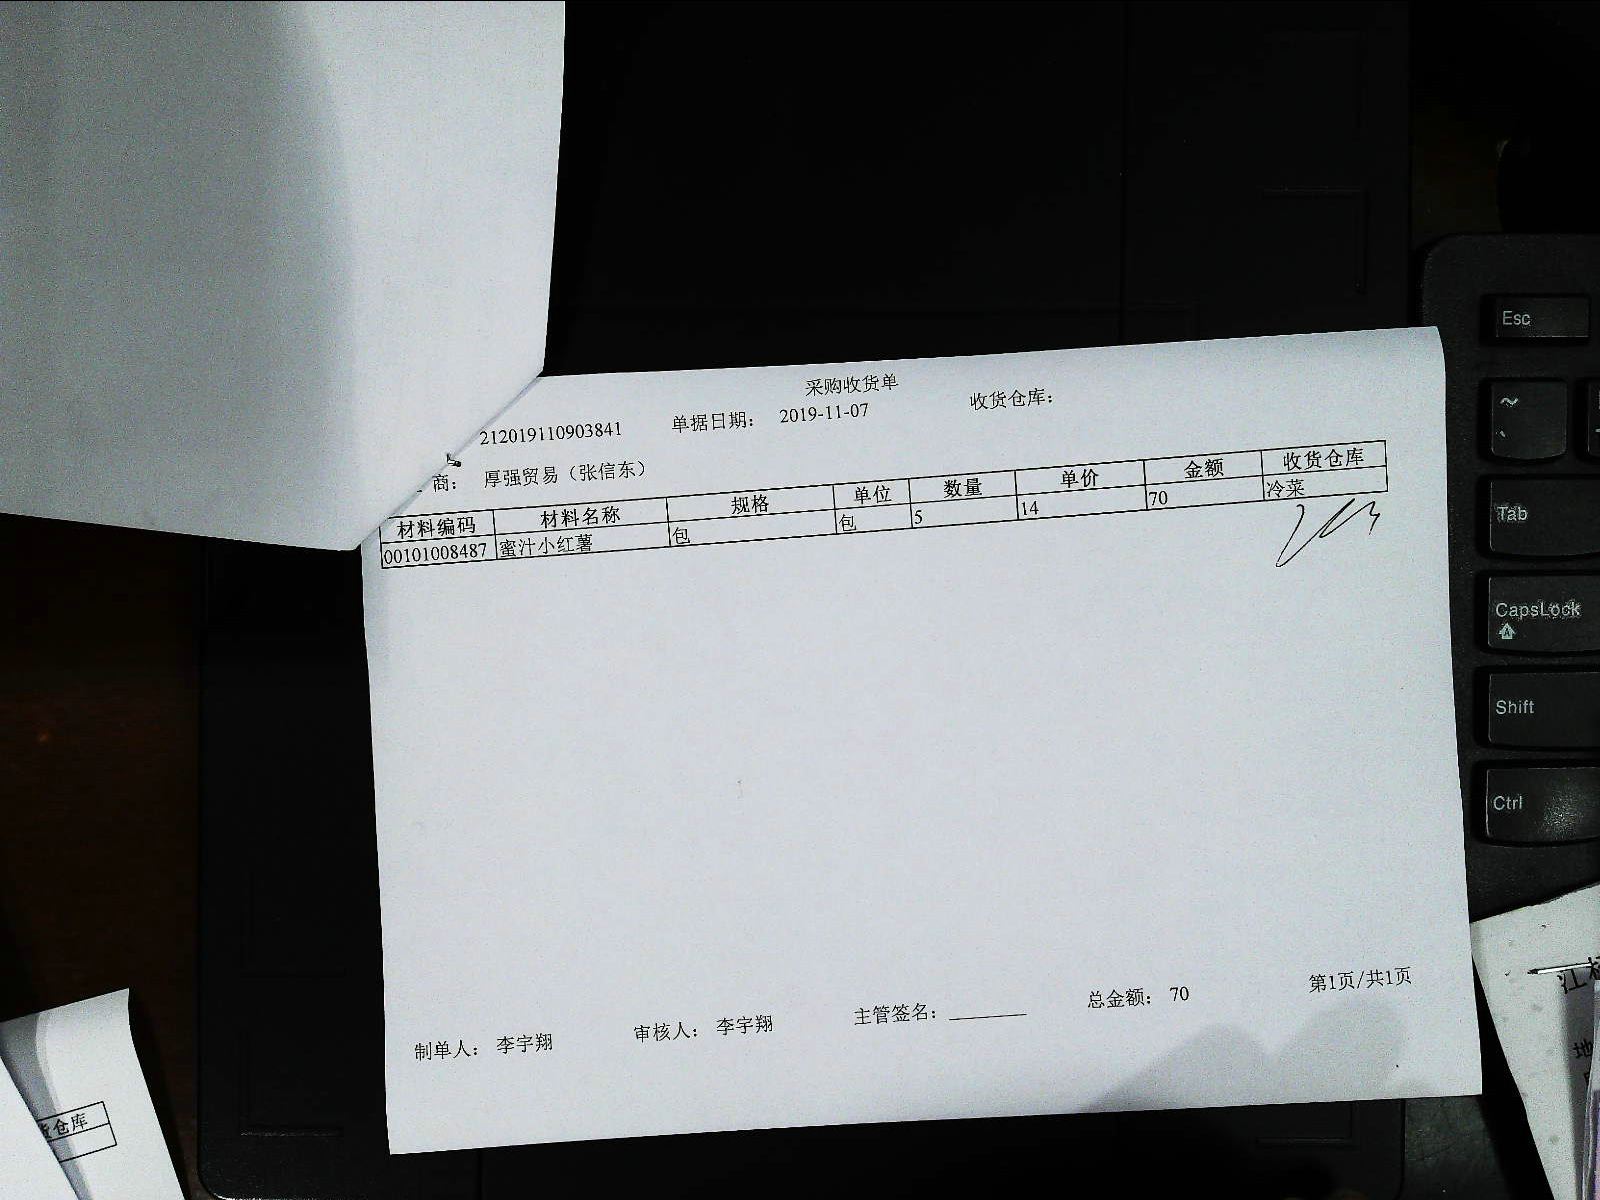 采购收货单
212019110903841 单据日期： 2019-11-07 收货仓库：
商： 厚强贸易（张信东）
材料编码 材料名称 规格 单位 数量 单价 金额 收货仓库
00101008487 蜜汁小红薯 包 包 5 14 70 冷菜
制单人： 李宇翔 审核人： 李宇翔 主管签名：________ 总金额： 70 第1页/共1页
Esc
~
Tab
CapsLock
Shift
Ctrl
仓库
江
地